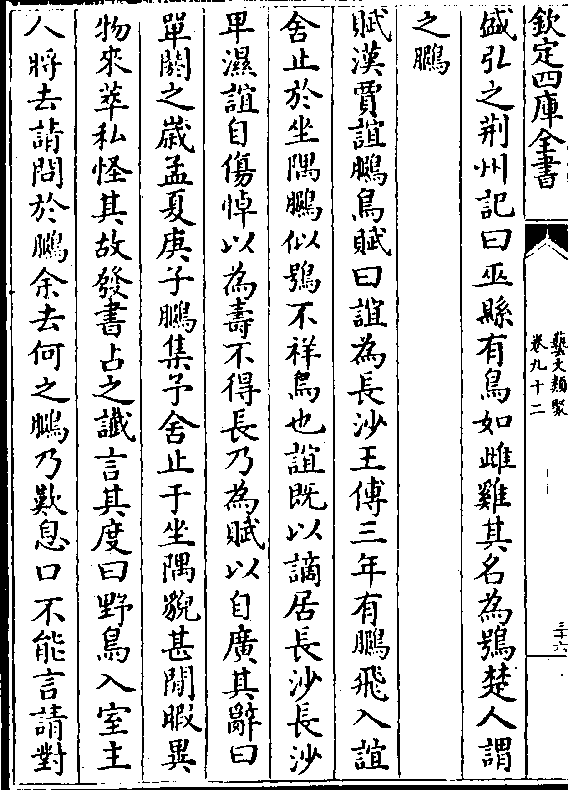 欽定四庫全書
藝文類聚
卷九十二
三十六
盛弘之荆州記曰巫縣有鳥如雌雞其名為鴞楚人謂
之鵩
賦漢賈誼鵩鳥賦曰誼為長沙王傅三年有鵩飛入誼
舍止於坐隅鵩似鴞不祥鳥也誼既以謫居長沙長沙
卑濕誼自傷悼以為壽不得長乃為賦以自廣其辭曰
單閼之歲孟夏庚子鵩集予舍止于坐隅貌甚閒暇異
物來萃私怪其故發書占之讖言其度曰野鳥入室主
人將去請問於鵩余去何之鵩乃歎息口不能言請對